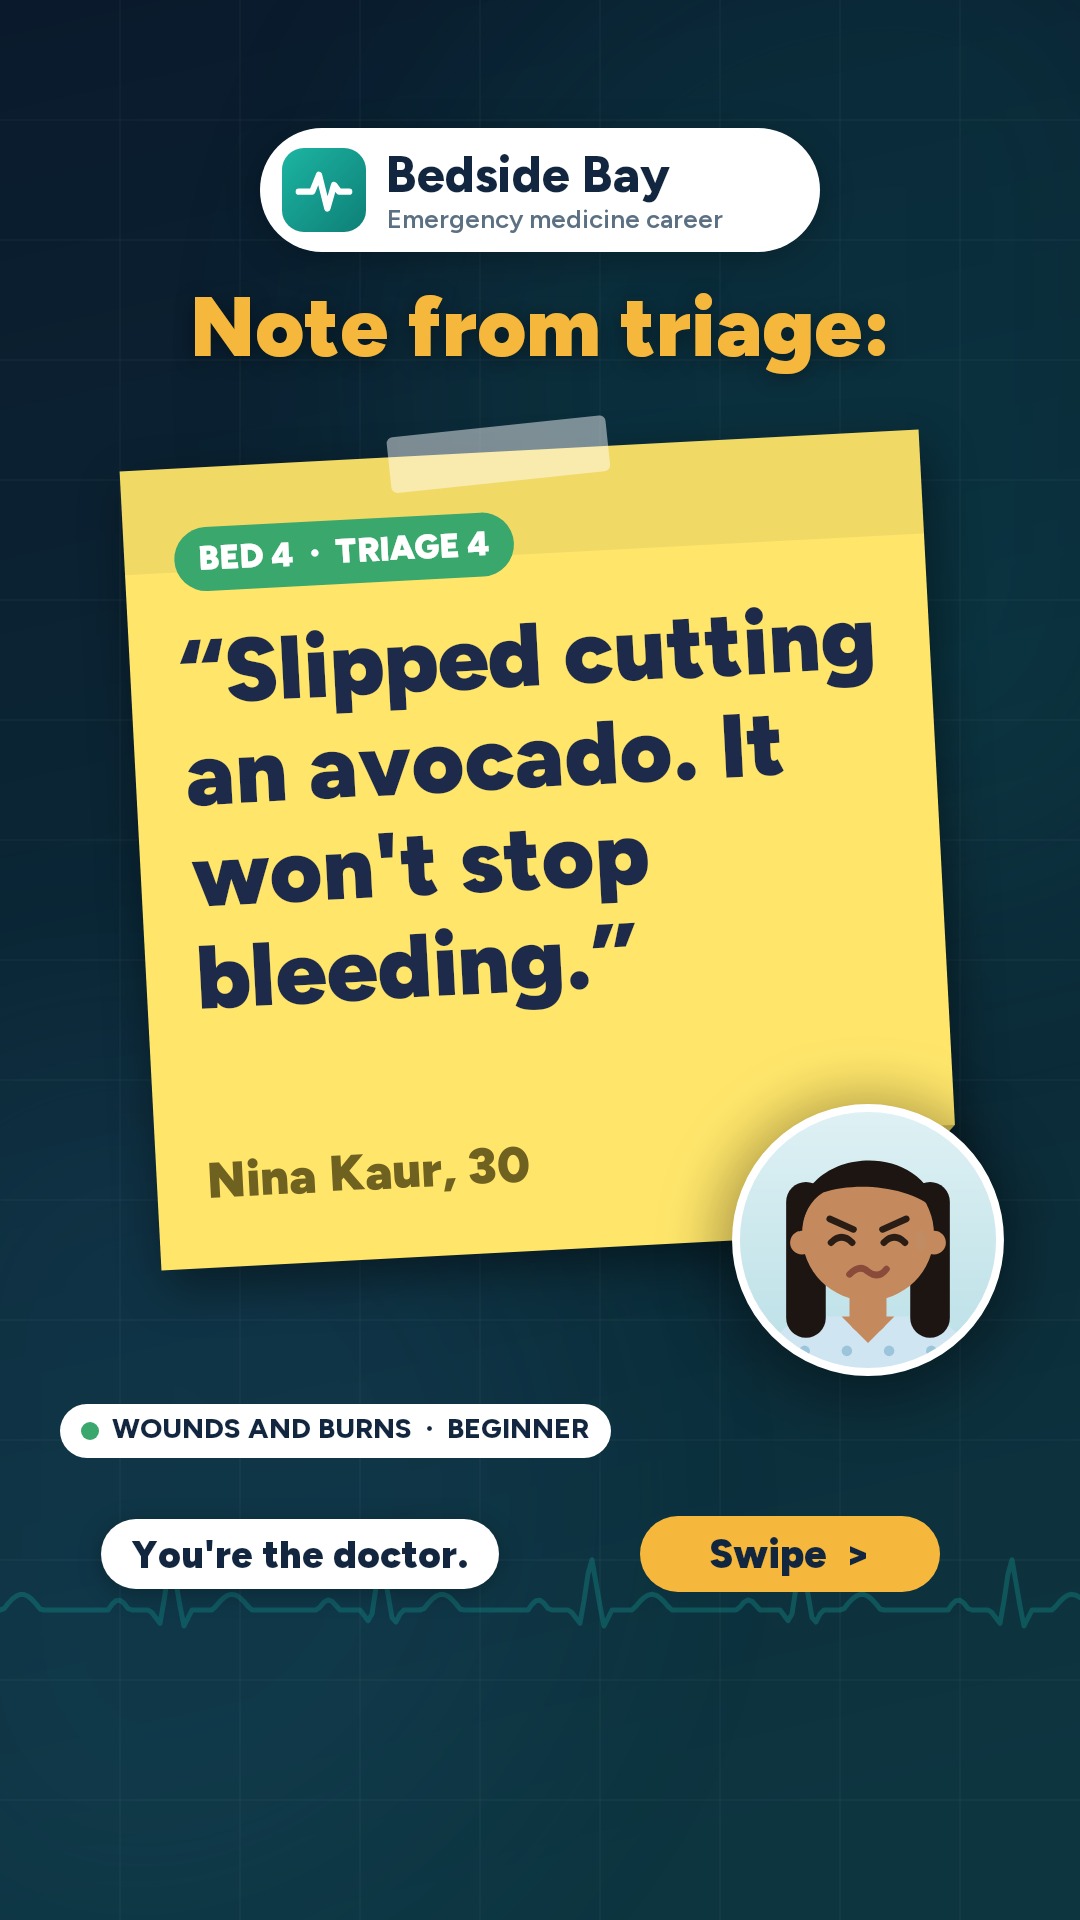 Bedside Bay
Emergency medicine career
Note from triage:
BED 4 · TRIAGE 4
“Slipped cutting
an avocado. It
won't stop
bleeding.”
Nina Kaur, 30
WOUNDS AND BURNS · BEGINNER
You're the doctor.
Swipe >